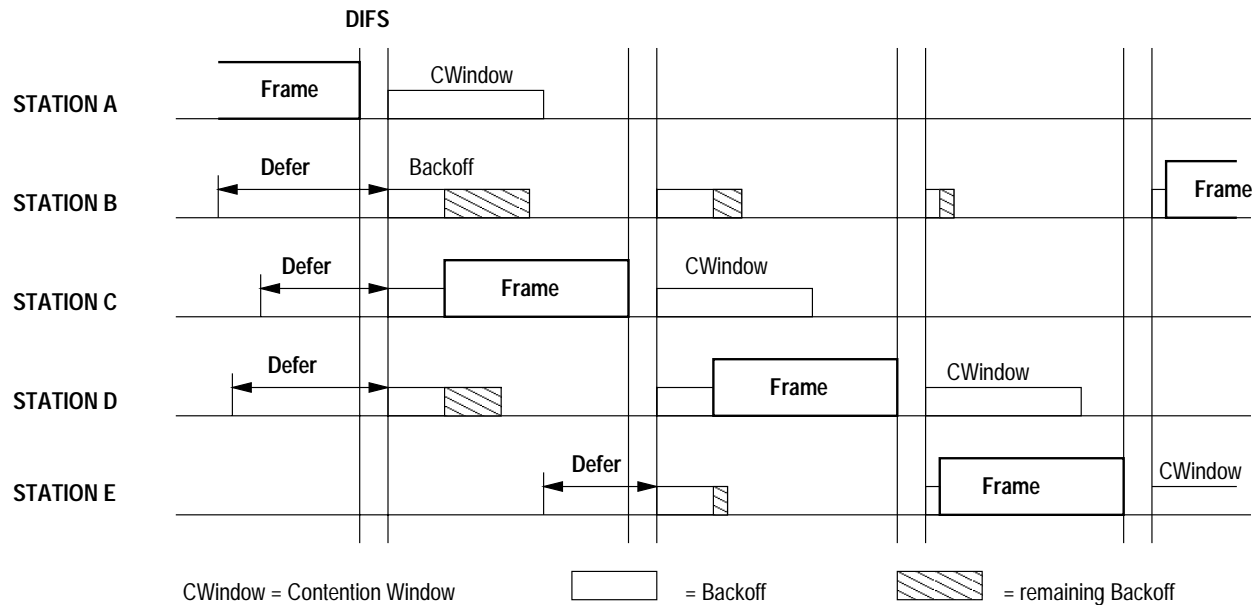 DIFS
STATION A
Frame
CWindow
STATION B
Defer
Backoff
Frame
STATION C
Defer
Frame
CWindow
STATION D
Defer
Frame
CWindow
STATION E
Defer
Frame
CWindow
CWindow = Contention Window
= Backoff
= remaining Backoff